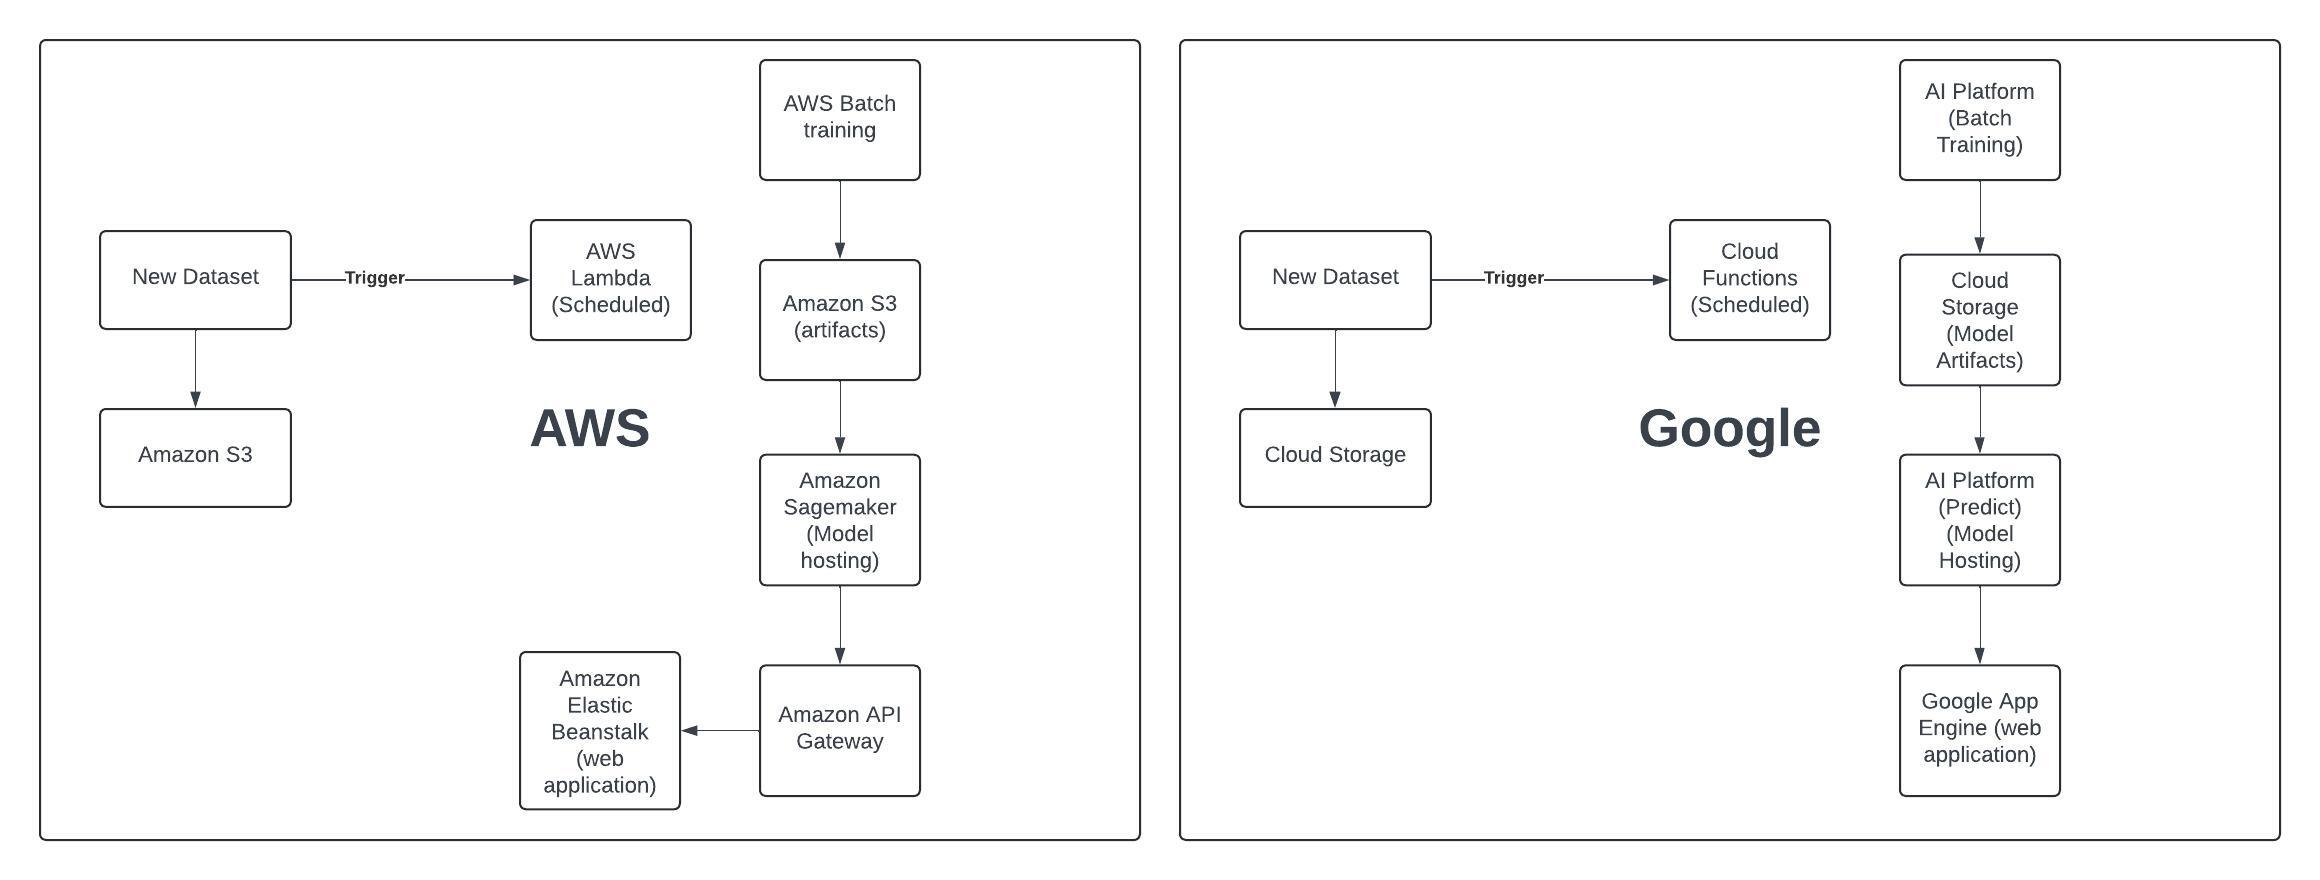 AWS Batch
training
New Dataset
Trigger
AWS
Lambda
(Scheduled)
Amazon S3
(artifacts)
Amazon S3
AWS
Amazon
Sagemaker
(Model
hosting)
Amazon API
Gateway
Amazon
Elastic
Beanstalk
(web
application)
AI Platform
(Batch
Training)
New Dataset
Trigger
Cloud
Functions
(Scheduled)
Cloud
Storage
(Model
Artifacts)
Cloud Storage
Google
AI Platform
(Predict)
(Model
Hosting)
Google App
Engine (web
application)